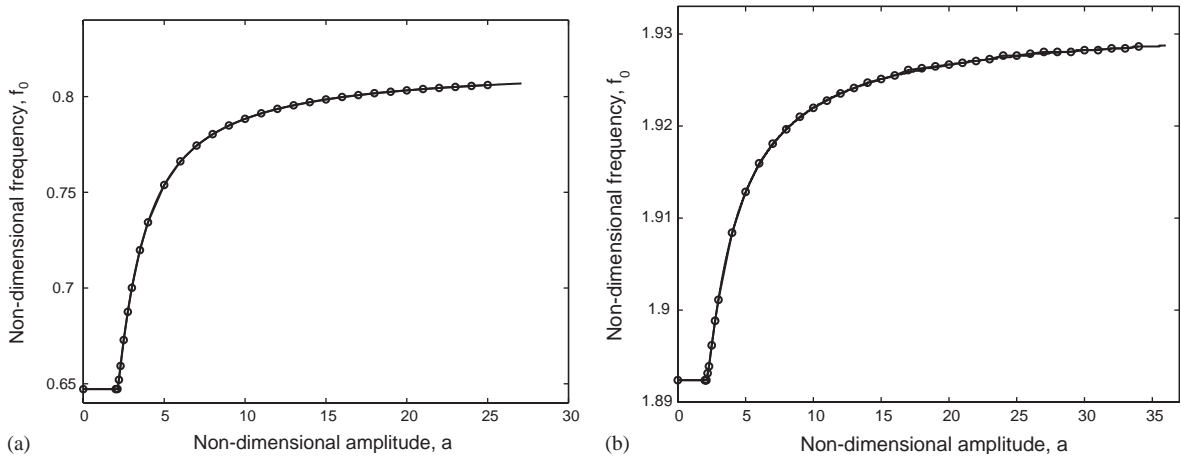 0.8
0.75
0.7
0.65
0 5 10 15 20 25 30
Non-dimensional frequency, f0
Non-dimensional amplitude, a
(a)
1.93
1.92
1.91
1.9
1.89
0 5 10 15 20 25 30 35
Non-dimensional frequency, f0
Non-dimensional amplitude, a
(b)